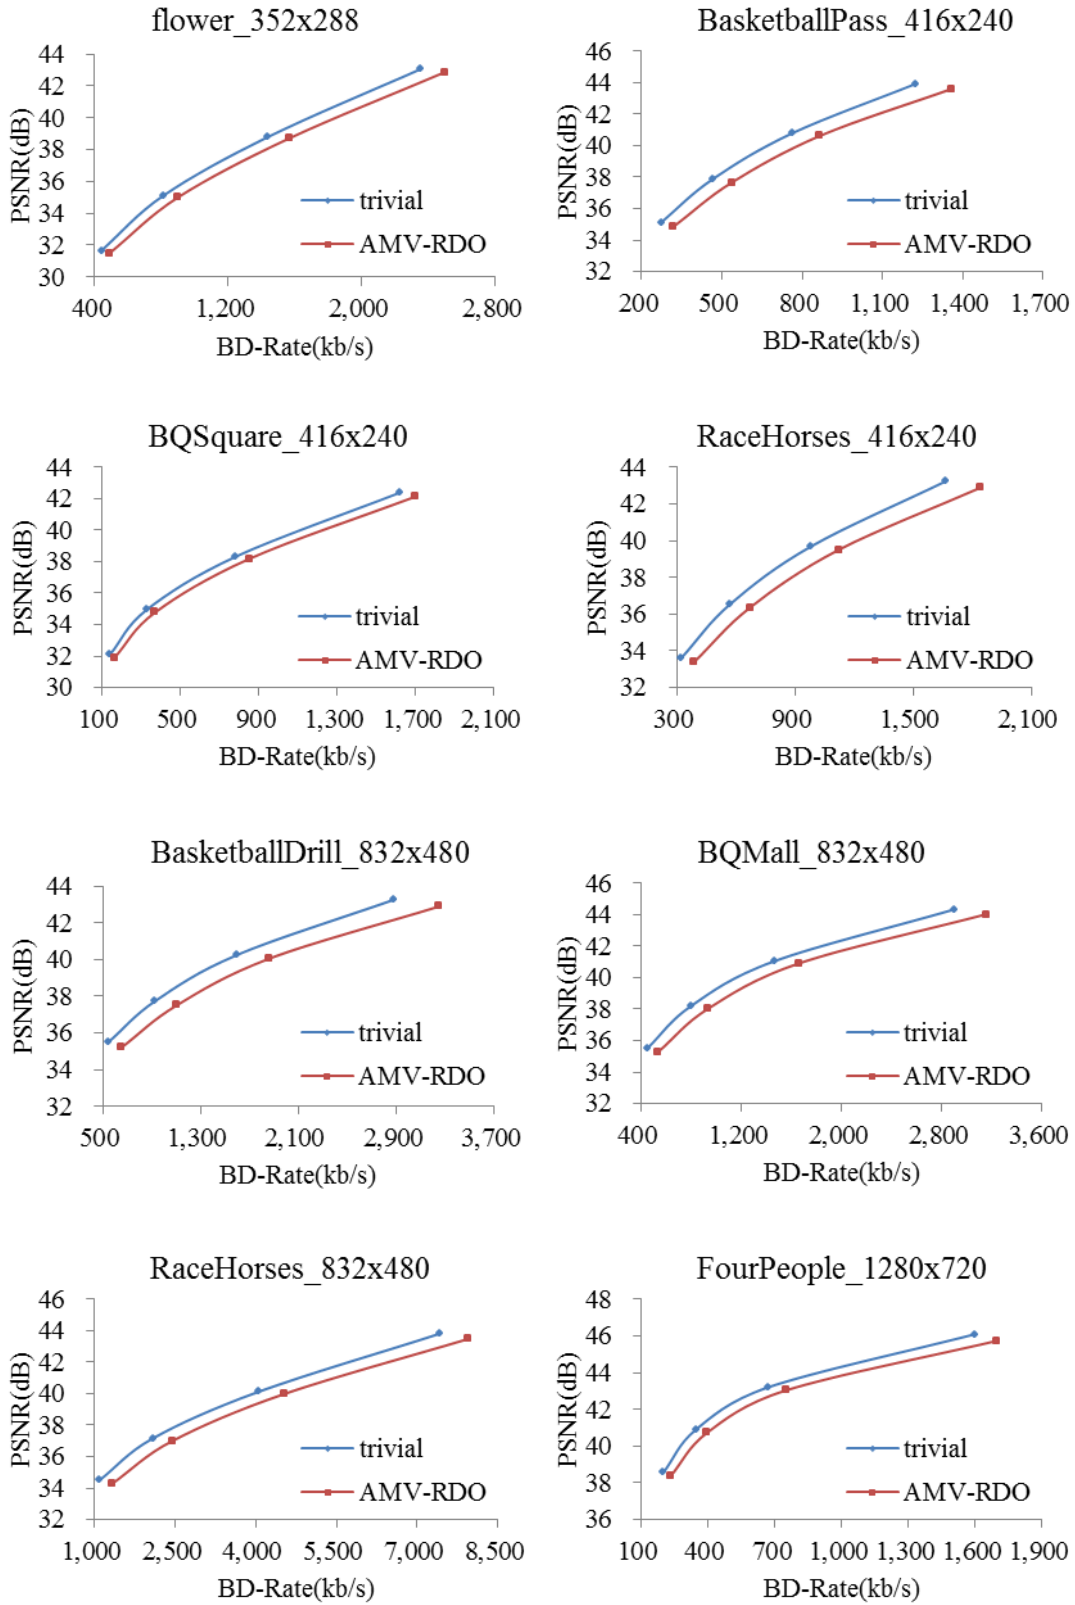 flower_352x288
44
42
40
38
36
34
32
30
PSNR(dB)
trivial
AMV-RDO
400 1,200 2,000 2,800
BD-Rate(kb/s)
BasketballPass_416x240
46
44
42
40
38
36
34
32
PSNR(dB)
trivial
AMV-RDO
200 500 800 1,100 1,400 1,700
BD-Rate(kb/s)
BQSquare_416x240
44
42
40
38
36
34
32
30
PSNR(dB)
trivial
AMV-RDO
100 500 900 1,300 1,700 2,100
BD-Rate(kb/s)
RaceHorses_416x240
44
42
40
38
36
34
32
PSNR(dB)
trivial
AMV-RDO
300 900 1,500 2,100
BD-Rate(kb/s)
BasketballDrill_832x480
44
42
40
38
36
34
32
PSNR(dB)
trivial
AMV-RDO
500 1,300 2,100 2,900 3,700
BD-Rate(kb/s)
BQMall_832x480
46
44
42
40
38
36
34
32
PSNR(dB)
trivial
AMV-RDO
400 1,200 2,000 2,800 3,600
BD-Rate(kb/s)
RaceHorses_832x480
46
44
42
40
38
36
34
32
PSNR(dB)
trivial
AMV-RDO
1,000 2,500 4,000 5,500 7,000 8,500
BD-Rate(kb/s)
FourPeople_1280x720
48
46
44
42
40
38
36
PSNR(dB)
trivial
AMV-RDO
100 400 700 1,000 1,300 1,600 1,900
BD-Rate(kb/s)